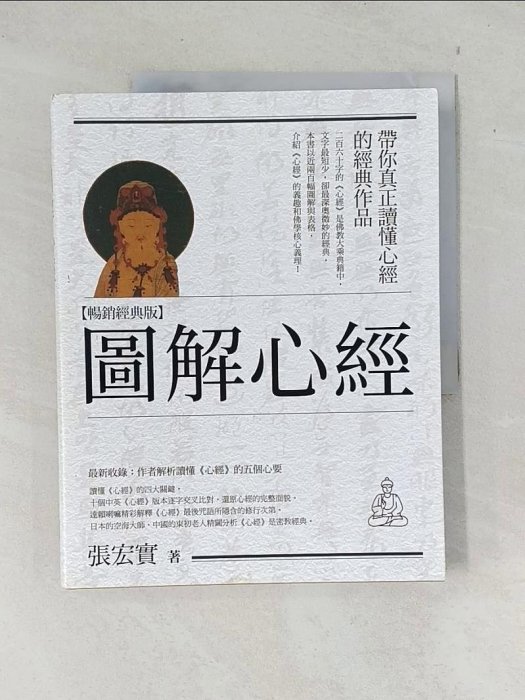 帶你真正讀懂心經
的經典作品
二百六十字的《心經》是佛教大乘典籍中，
文字最短少，卻最深奧微妙的經典，
本書以近兩百幅圖解與表格，
介紹《心經》的義趣和佛學核心義理！
【暢銷經典版】
圖解心經
最新收錄：作者解析讀懂《心經》的五個心要
讀懂《心經》的四大關鍵，
十個中英《心經》版本逐字交叉比對，還原心經的完整面貌，
達賴喇嘛精彩解釋《心經》最後咒語所隱含的修行次第，
日本的空海大師、中國的東初老人精闢分析《心經》是密教經典。
張宏實 著